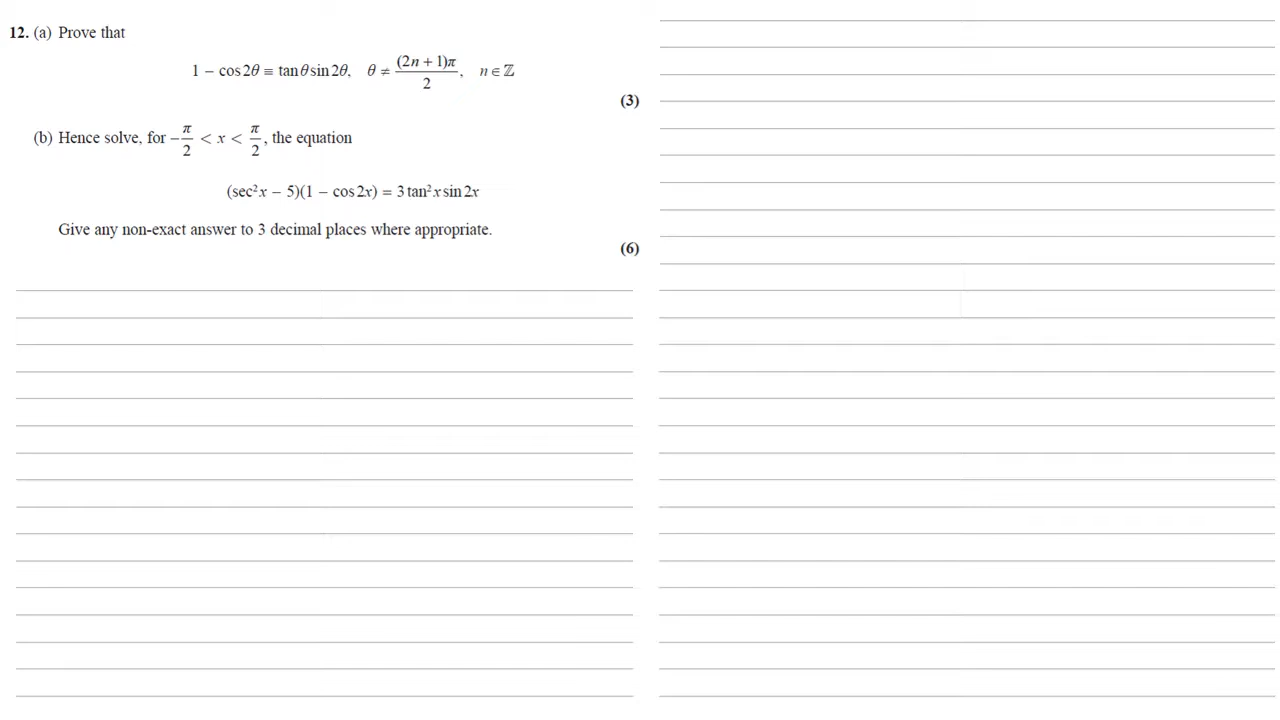 12. (a) Prove that
1 − cos 2θ ≡ tan θ sin 2θ, θ ≠ (2n + 1)π / 2, n ∈ ℤ
(3)
(b) Hence solve, for −π/2 < x < π/2, the equation
(sec²x − 5)(1 − cos 2x) = 3 tan²x sin 2x
Give any non-exact answer to 3 decimal places where appropriate.
(6)